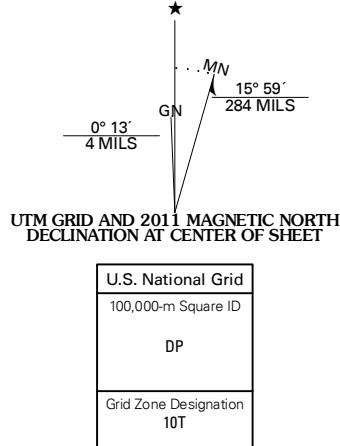 ★
MN
15° 59´
284 MILS
GN
0° 13´
4 MILS
UTM GRID AND 2011 MAGNETIC NORTH
DECLINATION AT CENTER OF SHEET
U.S. National Grid
100,000-m Square ID
DP
Grid Zone Designation
10T